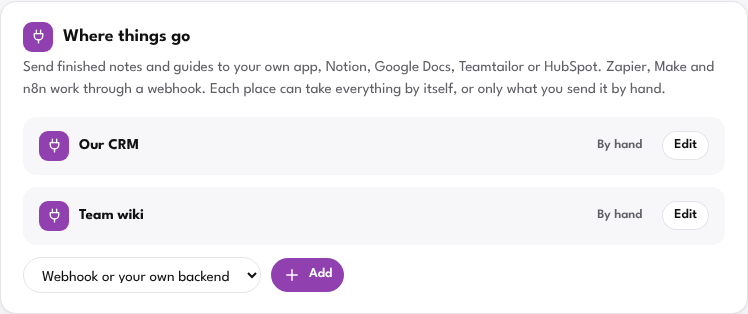 Where things go
Send finished notes and guides to your own app, Notion, Google Docs, Teamtailor or HubSpot. Zapier, Make and
n8n work through a webhook. Each place can take everything by itself, or only what you send it by hand.
Our CRM By hand Edit
Team wiki By hand Edit
Webhook or your own backend Add